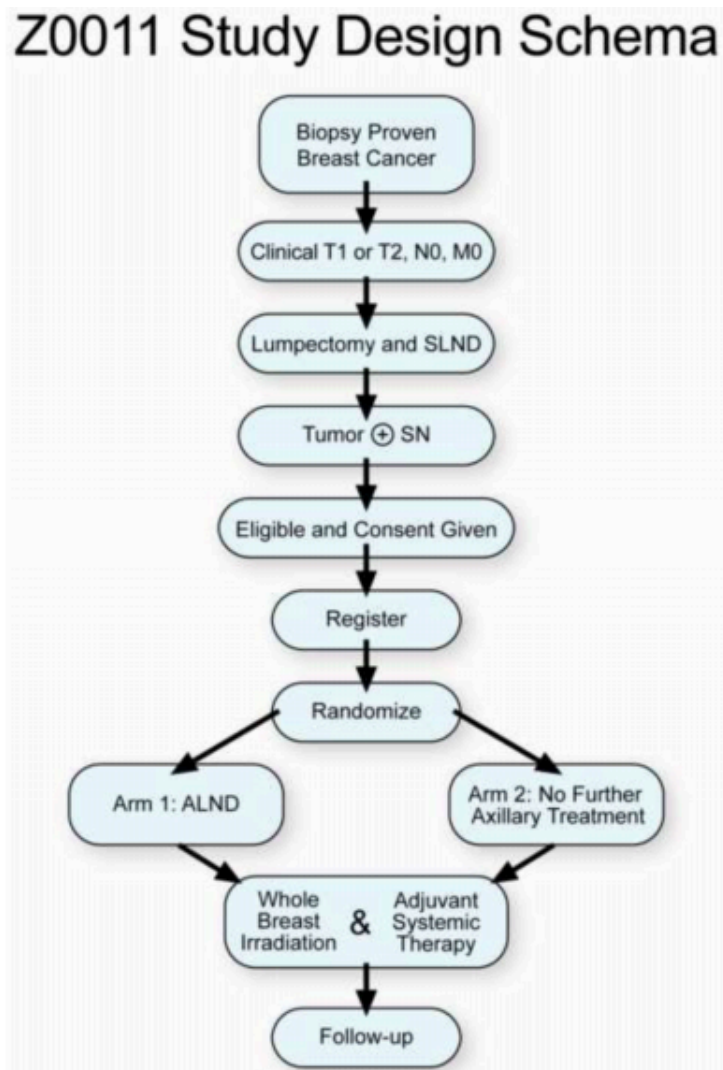 Z0011 Study Design Schema
Biopsy Proven
Breast Cancer
Clinical T1 or T2, N0, M0
Lumpectomy and SLND
Tumor ⊕ SN
Eligible and Consent Given
Register
Randomize
Arm 1: ALND
Arm 2: No Further
Axillary Treatment
Whole
Breast
Irradiation
&
Adjuvant
Systemic
Therapy
Follow-up